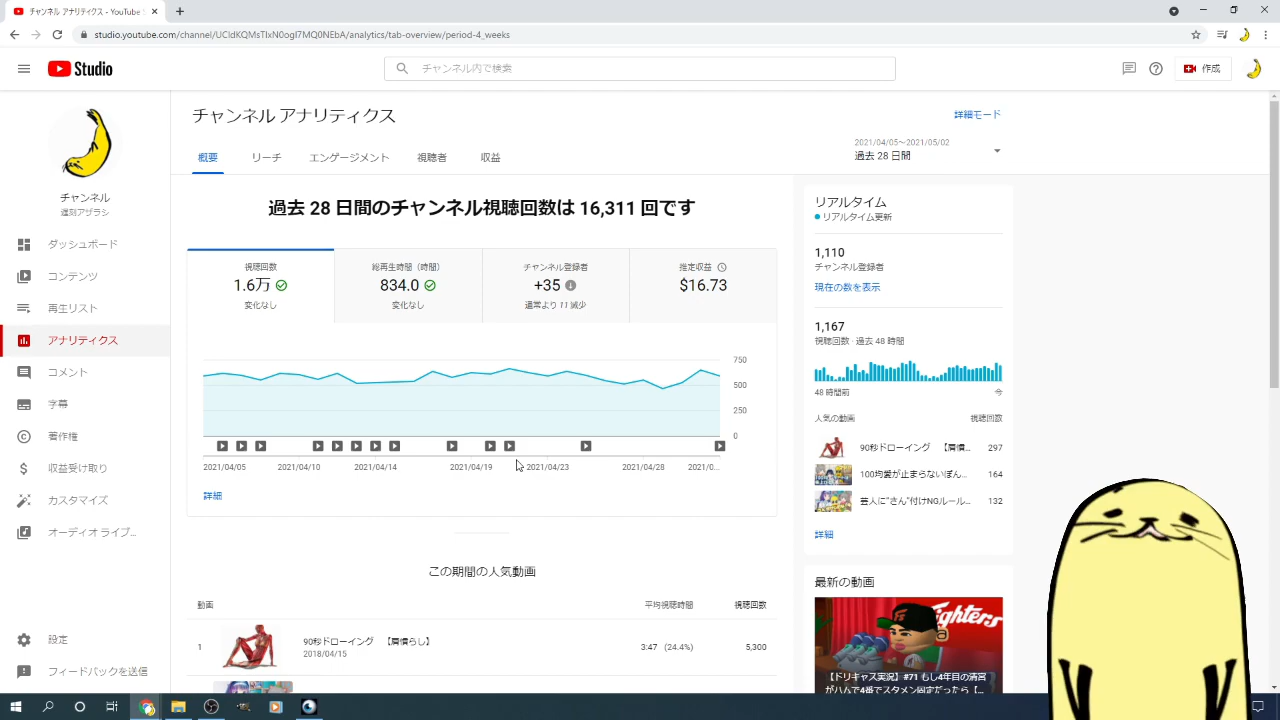 チャンネル アナリティクス - YouTube S
studio.youtube.com/channel/UCIdKQMsTIxN0ogI7MQ0NEbA/analytics/tab-overview/period-4_weeks
Studio
チャンネル内で検索
作成
チャンネル
遅刻アザラシ
ダッシュボード
コンテンツ
再生リスト
アナリティクス
コメント
字幕
著作権
収益受け取り
カスタマイズ
オーディオ ライブ...
設定
フィードバックを送信
チャンネル アナリティクス
詳細モード
概要
リーチ
エンゲージメント
視聴者
収益
2021/04/05～2021/05/02
過去 28 日間
過去 28 日間のチャンネル視聴回数は 16,311 回です
視聴回数
1.6万
変化なし
総再生時間（時間）
834.0
変化なし
チャンネル登録者
+35
通常より 11 減少
推定収益
$16.73
750
500
250
0
2021/04/05
2021/04/10
2021/04/14
2021/04/19
2021/04/23
2021/04/28
2021/0...
詳細
この期間の人気動画
動画
平均視聴時間
視聴回数
1
90秒ドローイング 【肩慣らし】
2018/04/15
3:47 (24.4%)
5,300
リアルタイム
リアルタイム更新
1,110
チャンネル登録者
現在の数を表示
1,167
視聴回数 · 過去 48 時間
48 時間前
今
人気の動画
視聴回数
90秒ドローイング 【肩慣...
297
100均愛が止まらないぽん...
164
芸人に"さん"付けNGルール...
132
詳細
最新の動画
Fighters
【ドリキャス実況】#71 もし4年目の清宮
がハムで4番でスタメン固定だったら【...